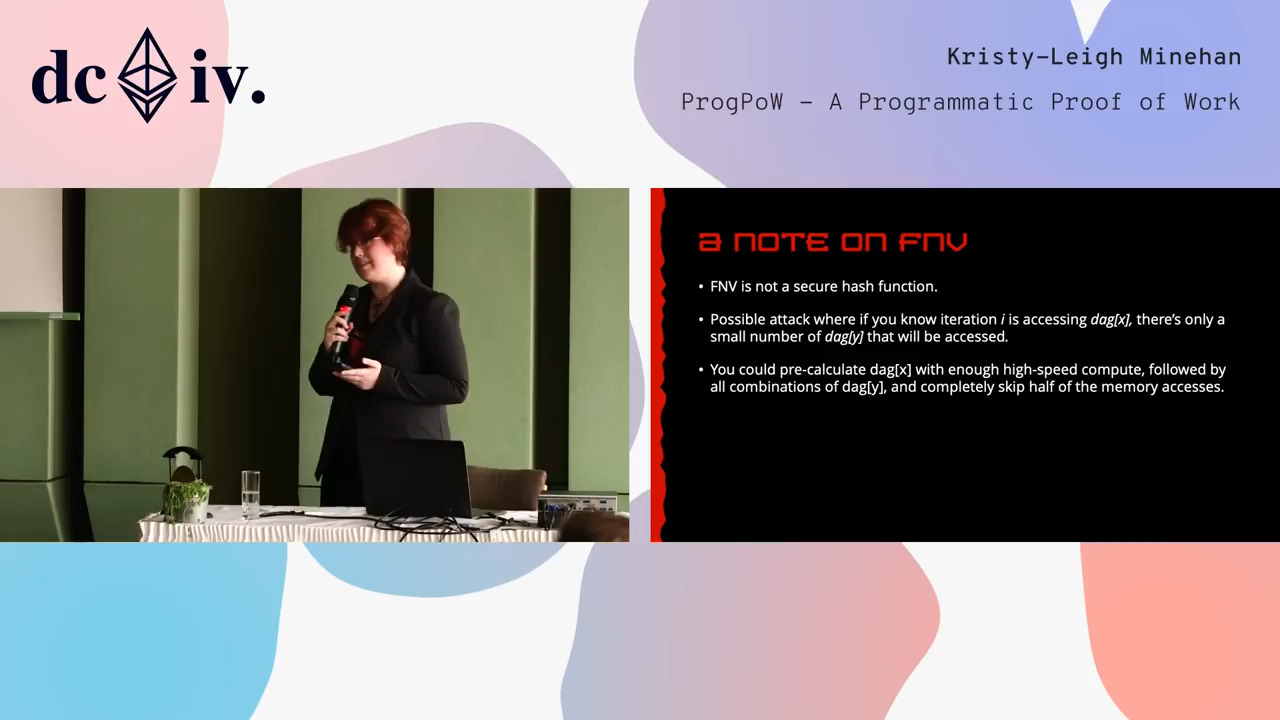 dc iv.
Kristy-Leigh Minehan
ProgPoW - A Programmatic Proof of Work
a NOTE ON FNV
• FNV is not a secure hash function.
• Possible attack where if you know iteration i is accessing dag[x], there's only a
small number of dag[y] that will be accessed.
• You could pre-calculate dag[x] with enough high-speed compute, followed by
all combinations of dag[y], and completely skip half of the memory accesses.